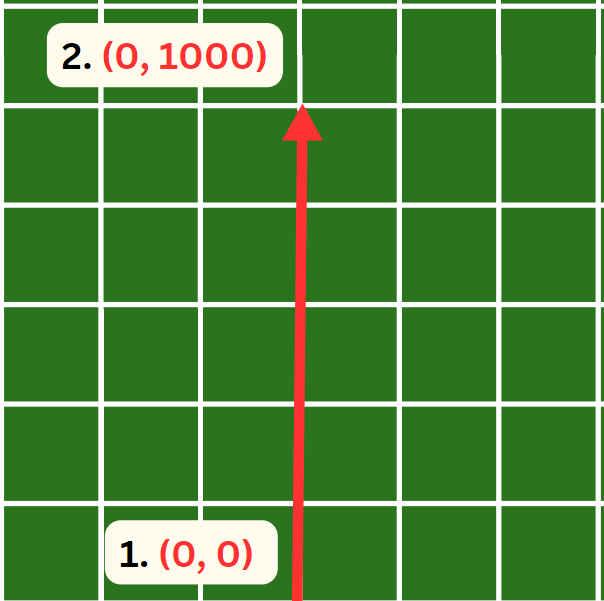 2. (0, 1000)
1. (0, 0)